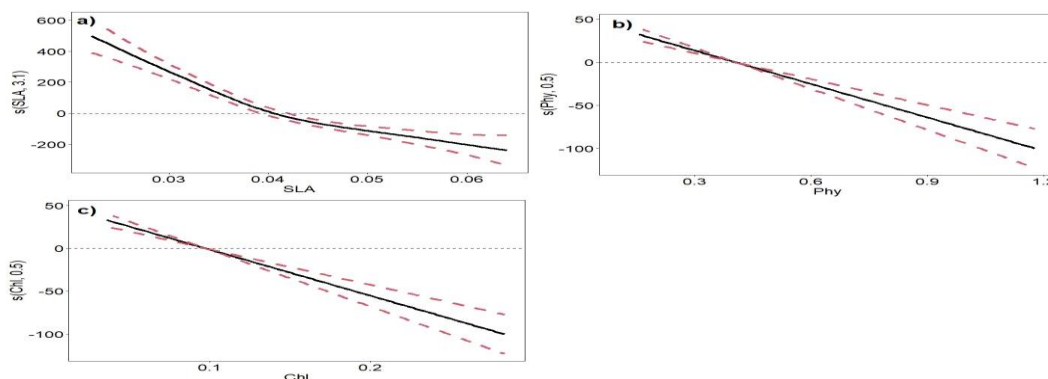 a)
600
400
200
0
-200
s(SLA, 3.1)
0.03 0.04 0.05 0.06
SLA
b)
50
0
-50
-100
s(Phy, 0.5)
0.3 0.6 0.9
Phy
c)
50
0
-50
-100
s(Chl, 0.5)
0.1 0.2
Chl